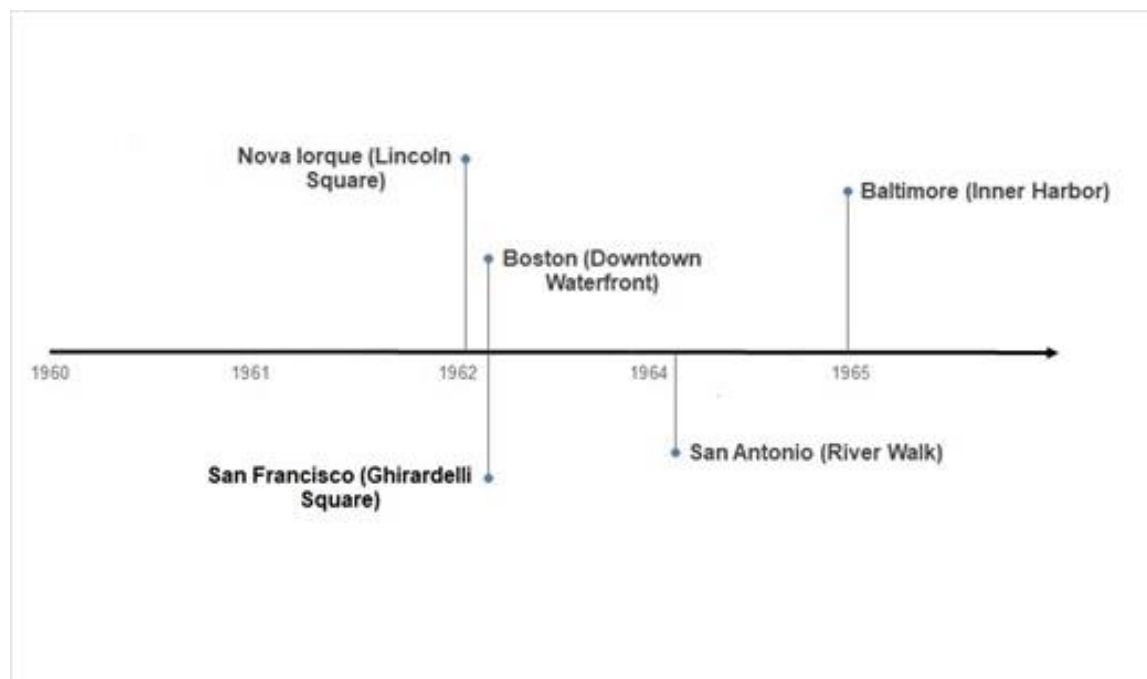 Nova Iorque (Lincoln
Square)
Baltimore (Inner Harbor)
Boston (Downtown
Waterfront)
1960
1961
1962
1964
1965
San Antonio (River Walk)
San Francisco (Ghirardelli
Square)